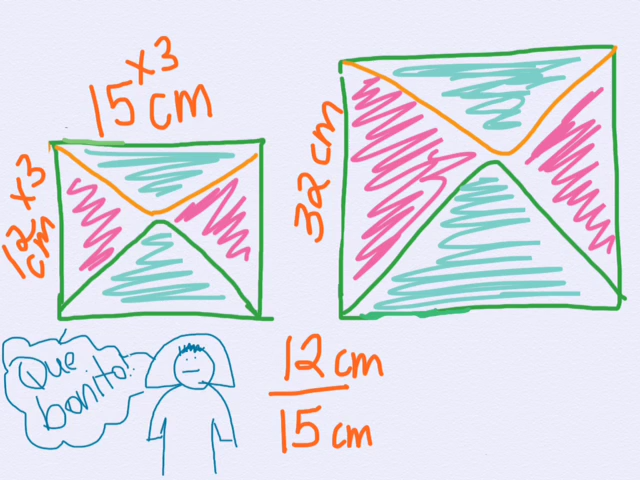 x3
15 cm
12 x3
cm
32 cm
Que
bonito!
12 cm
15 cm